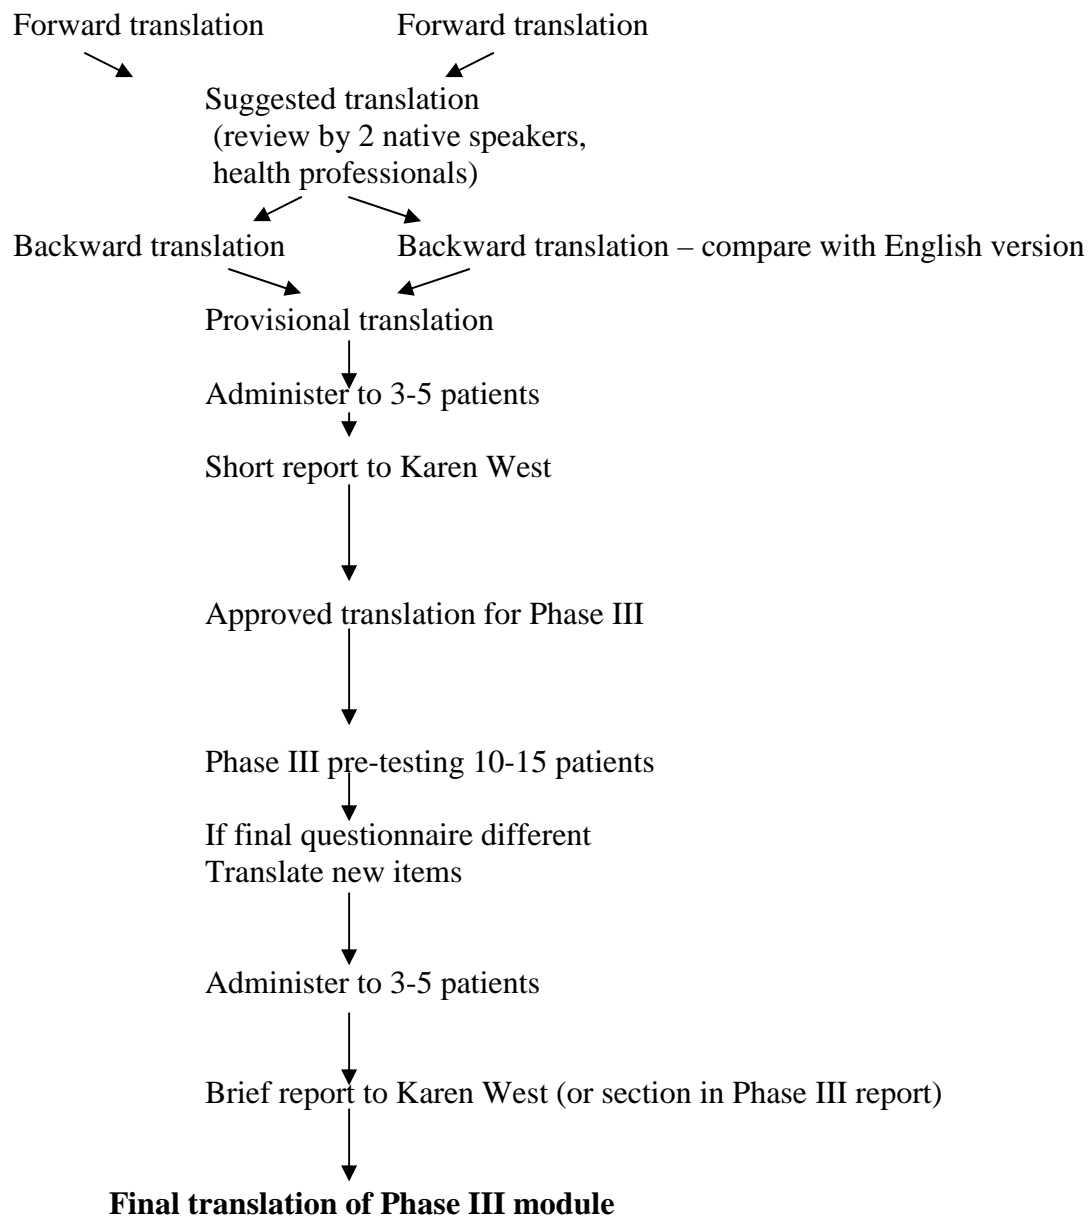 Forward translation
Forward translation
Suggested translation
(review by 2 native speakers,
health professionals)
Backward translation
Backward translation – compare with English version
Provisional translation
Administer to 3-5 patients
Short report to Karen West
Approved translation for Phase III
Phase III pre-testing 10-15 patients
If final questionnaire different
Translate new items
Administer to 3-5 patients
Brief report to Karen West (or section in Phase III report)
Final translation of Phase III module